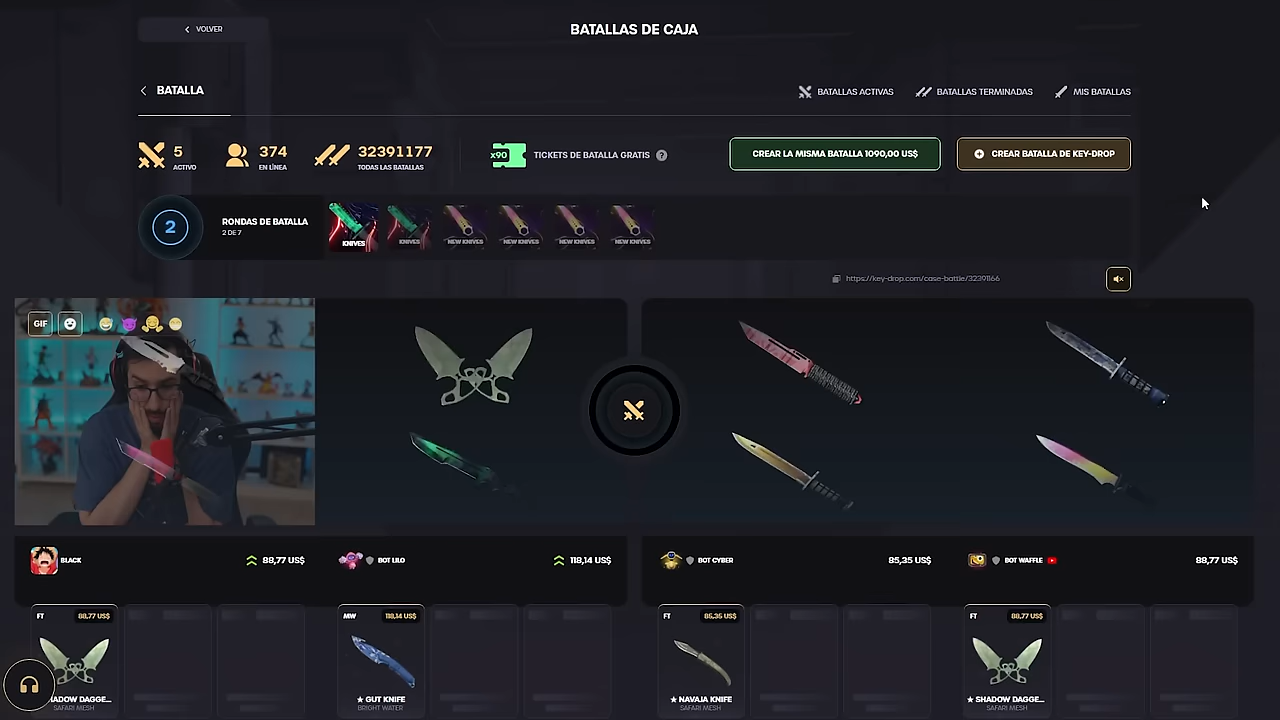 VOLVER
BATALLAS DE CAJA
BATALLA
BATALLAS ACTIVAS
BATALLAS TERMINADAS
MIS BATALLAS
5
ACTIVO
374
EN LÍNEA
32391177
TODAS LAS BATALLAS
x90
TICKETS DE BATALLA GRATIS ?
CREAR LA MISMA BATALLA 1090,00 US$
CREAR BATALLA DE KEY-DROP
2
RONDAS DE BATALLA
2 DE 7
KNIVES
KNIVES
NEW KNIVES
NEW KNIVES
NEW KNIVES
NEW KNIVES
https://key-drop.com/case-battle/32391166
GIF
BLACK
88,77 US$
BOT LILO
118,14 US$
BOT CYBER
85,35 US$
BOT WAFFLE
88,77 US$
FT
88,77 US$
ADOW DAGGE...
SAFARI MESH
MW
118,14 US$
★ GUT KNIFE
BRIGHT WATER
FT
85,35 US$
★ NAVAJA KNIFE
SAFARI MESH
FT
88,77 US$
★ SHADOW DAGGE...
SAFARI MESH